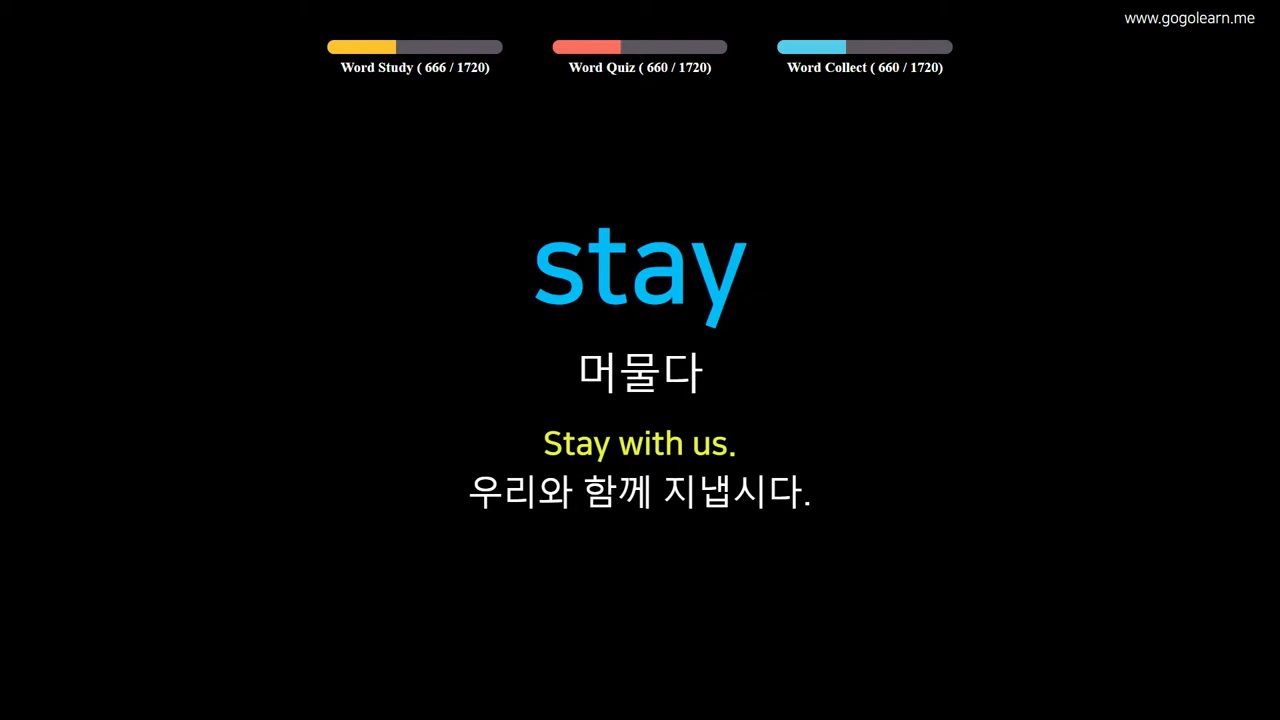 www.gogolearn.me
Word Study ( 666 / 1720)
Word Quiz ( 660 / 1720)
Word Collect ( 660 / 1720)
stay
머물다
Stay with us.
우리와 함께 지냅시다.